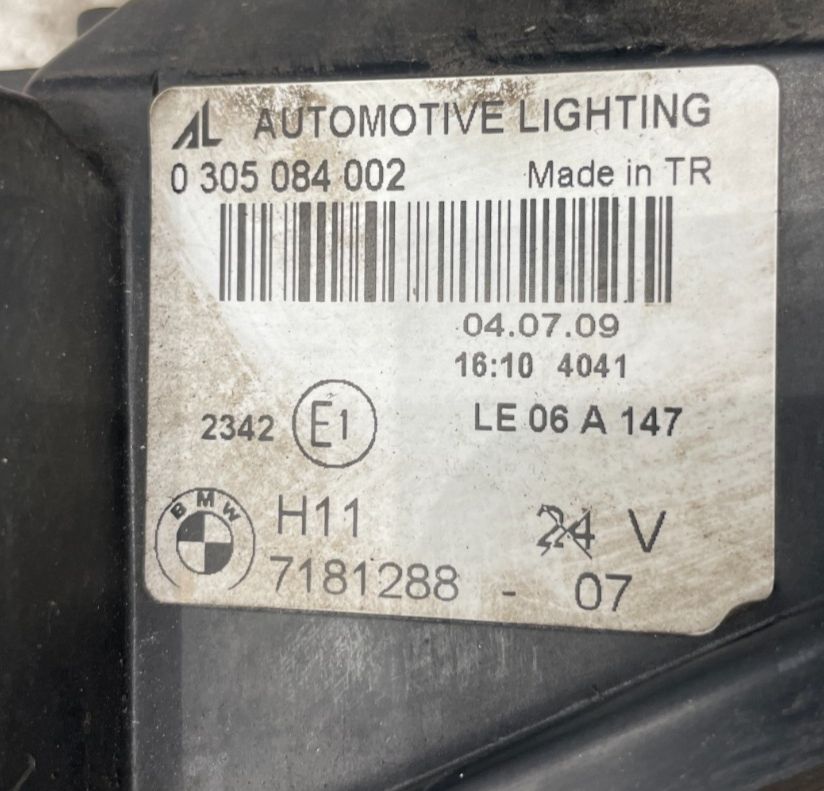 AL AUTOMOTIVE LIGHTING
0 305 084 002 Made in TR
04.07.09
16:10 4041
2342 E1 LE 06 A 147
BMW H11 24 V
7181288 - 07